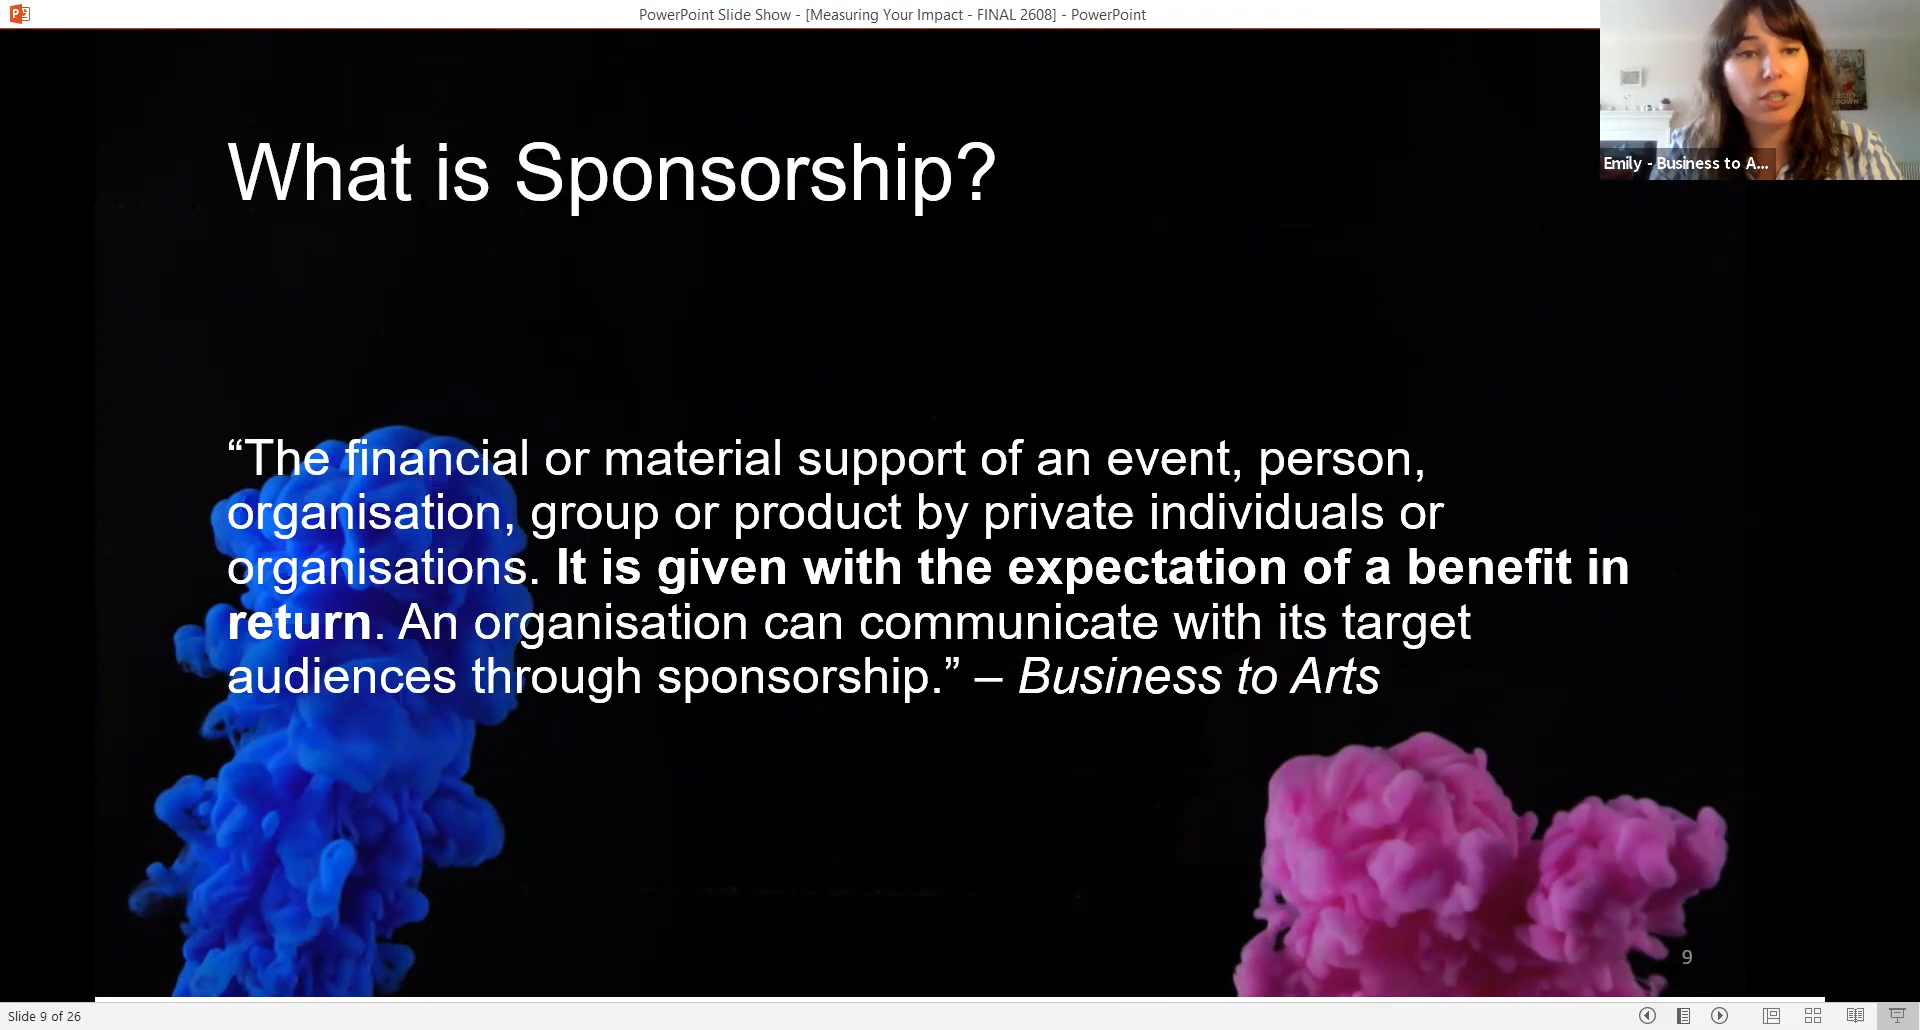 PowerPoint Slide Show - [Measuring Your Impact - FINAL 2608] - PowerPoint
Emily - Business to A...
What is Sponsorship?
“The financial or material support of an event, person,
organisation, group or product by private individuals or
organisations. It is given with the expectation of a benefit in
return. An organisation can communicate with its target
audiences through sponsorship.” – Business to Arts
9
Slide 9 of 26